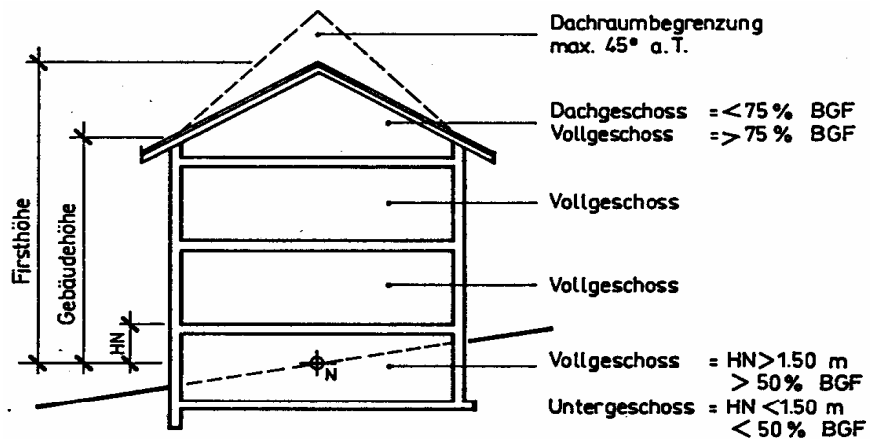 Dachraumbegrenzung
max. 45° a.T.
Dachgeschoss = < 75 % BGF
Vollgeschoss = > 75 % BGF
Vollgeschoss
Vollgeschoss
Vollgeschoss = HN > 1.50 m
> 50 % BGF
Untergeschoss = HN < 1.50 m
< 50 % BGF
Firsthöhe
Gebäudehöhe
HN
N